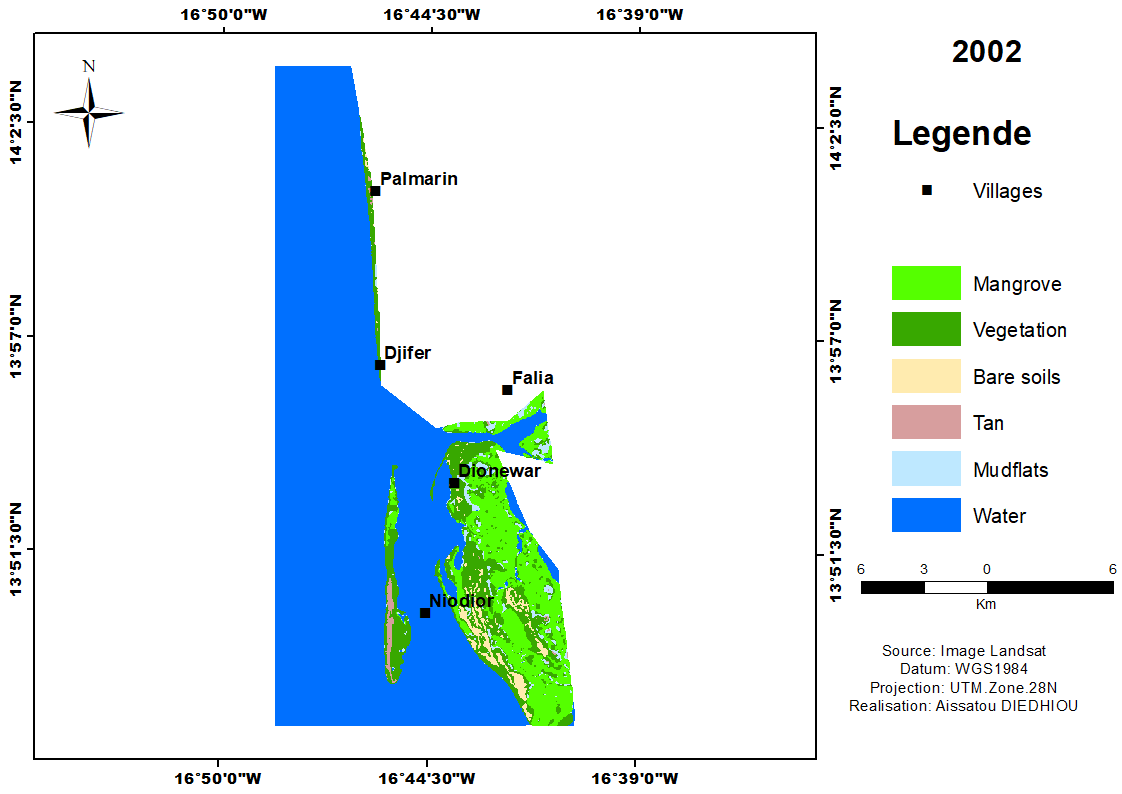 16°50'0"W 16°44'30"W 16°39'0"W
2002
N
14°2'30"N
14°2'30"N
Legende
Palmarin
Villages
Mangrove
Vegetation
13°57'0"N
13°57'0"N
Djifer
Falia
Bare soils
Tan
Dionewar
Mudflats
Water
13°51'30"N
13°51'30"N
6 3 0 6
Km
Niodior
Source: Image Landsat
Datum: WGS1984
Projection: UTM.Zone.28N
Realisation: Aissatou DIEDHIOU
16°50'0"W 16°44'30"W 16°39'0"W